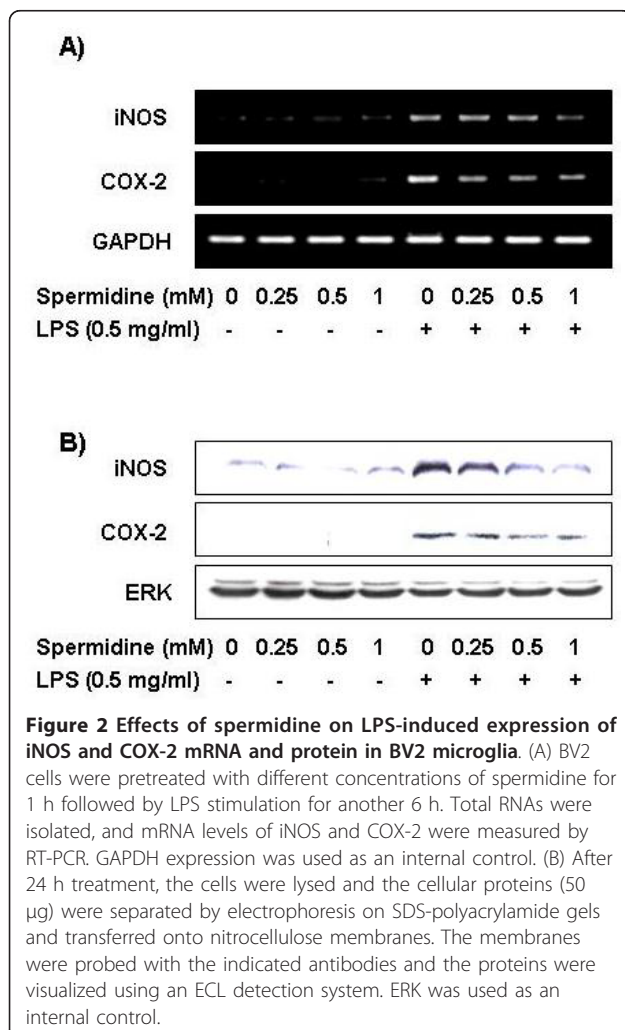 A)
iNOS
COX-2
GAPDH
Spermidine (mM) 0 0.25 0.5 1 0 0.25 0.5 1
LPS (0.5 mg/ml) - - - - + + + +
B)
iNOS
COX-2
ERK
Spermidine (mM) 0 0.25 0.5 1 0 0.25 0.5 1
LPS (0.5 mg/ml) - - - - + + + +
Figure 2 Effects of spermidine on LPS-induced expression of
iNOS and COX-2 mRNA and protein in BV2 microglia. (A) BV2
cells were pretreated with different concentrations of spermidine for
1 h followed by LPS stimulation for another 6 h. Total RNAs were
isolated, and mRNA levels of iNOS and COX-2 were measured by
RT-PCR. GAPDH expression was used as an internal control. (B) After
24 h treatment, the cells were lysed and the cellular proteins (50
μg) were separated by electrophoresis on SDS-polyacrylamide gels
and transferred onto nitrocellulose membranes. The membranes
were probed with the indicated antibodies and the proteins were
visualized using an ECL detection system. ERK was used as an
internal control.